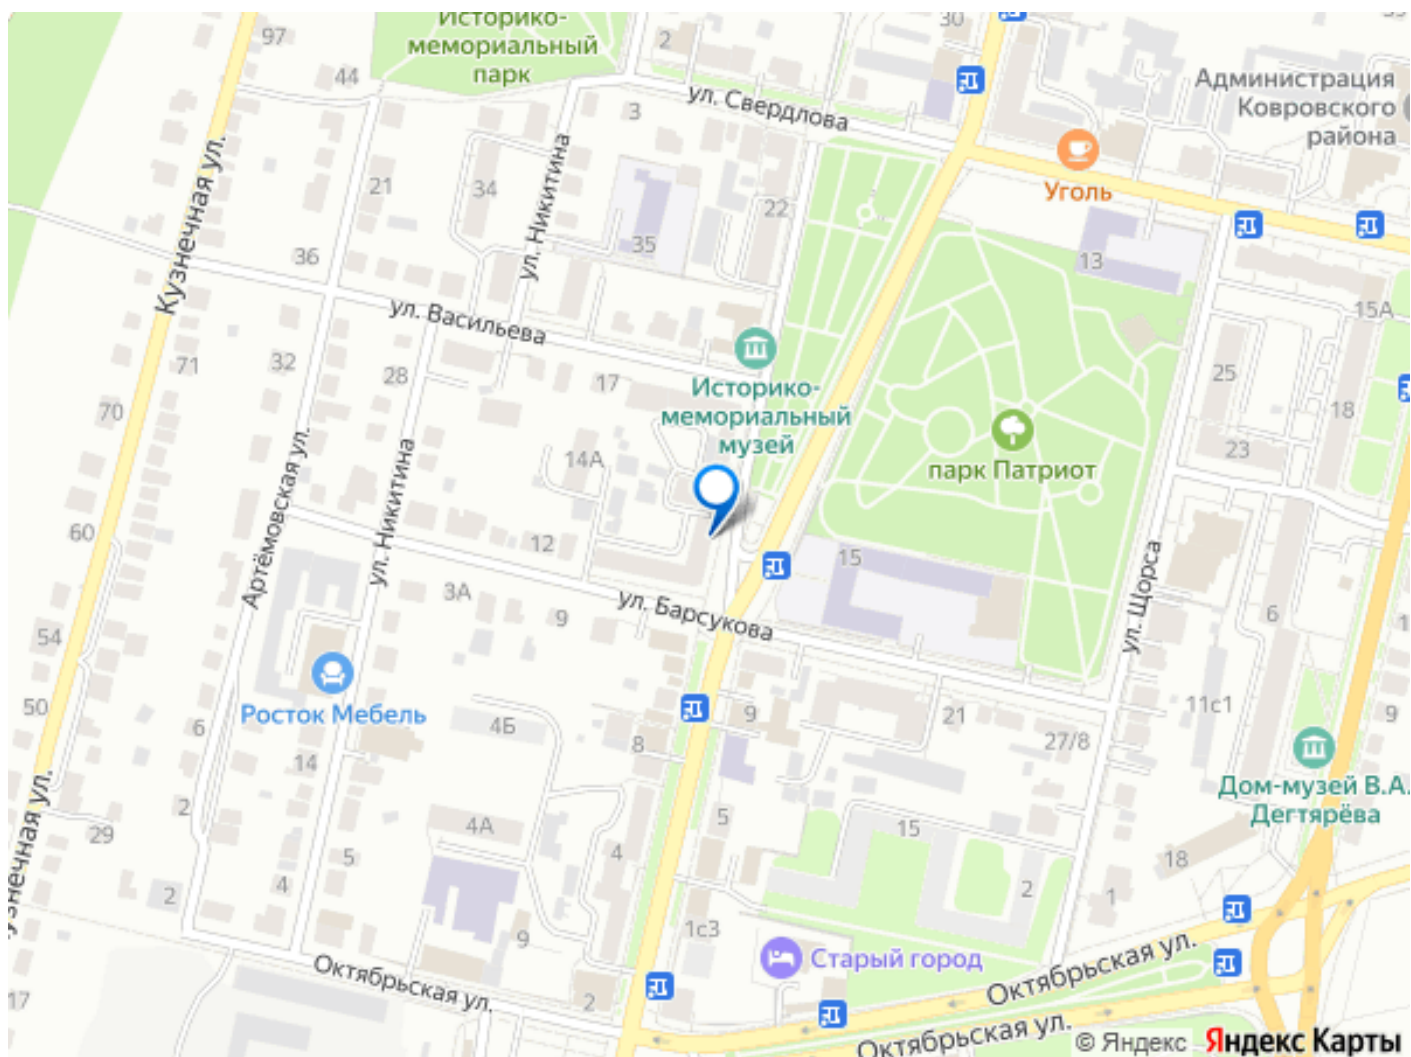 Историко-
мемориальный
парк
97
44
2
30
39
3
ул. Свердлова
Администрация
Ковровского
района
Уголь
Кузнечная ул.
21
34
ул. Никитина
35
22
13
36
ул. Васильева
15А
71
32
28
17
Историко-
мемориальный
музей
25
18
70
23
14А
парк Патриот
Артёмовская ул.
ул. Никитина
60
12
15
3А
9
ул. Барсукова
ул. Щорса
6
1
54
Росток Мебель
50
6
4Б
9
21
11с1
9
8
27/8
14
Дом-музей В.А.
Дегтярёва
2
29
4А
5
15
Кузнечная ул.
5
4
18
2
4
2
1
1с3
9
Старый город
Октябрьская ул.
Октябрьская ул.
17
2
Октябрьская ул.
© Яндекс Яндекс Карты